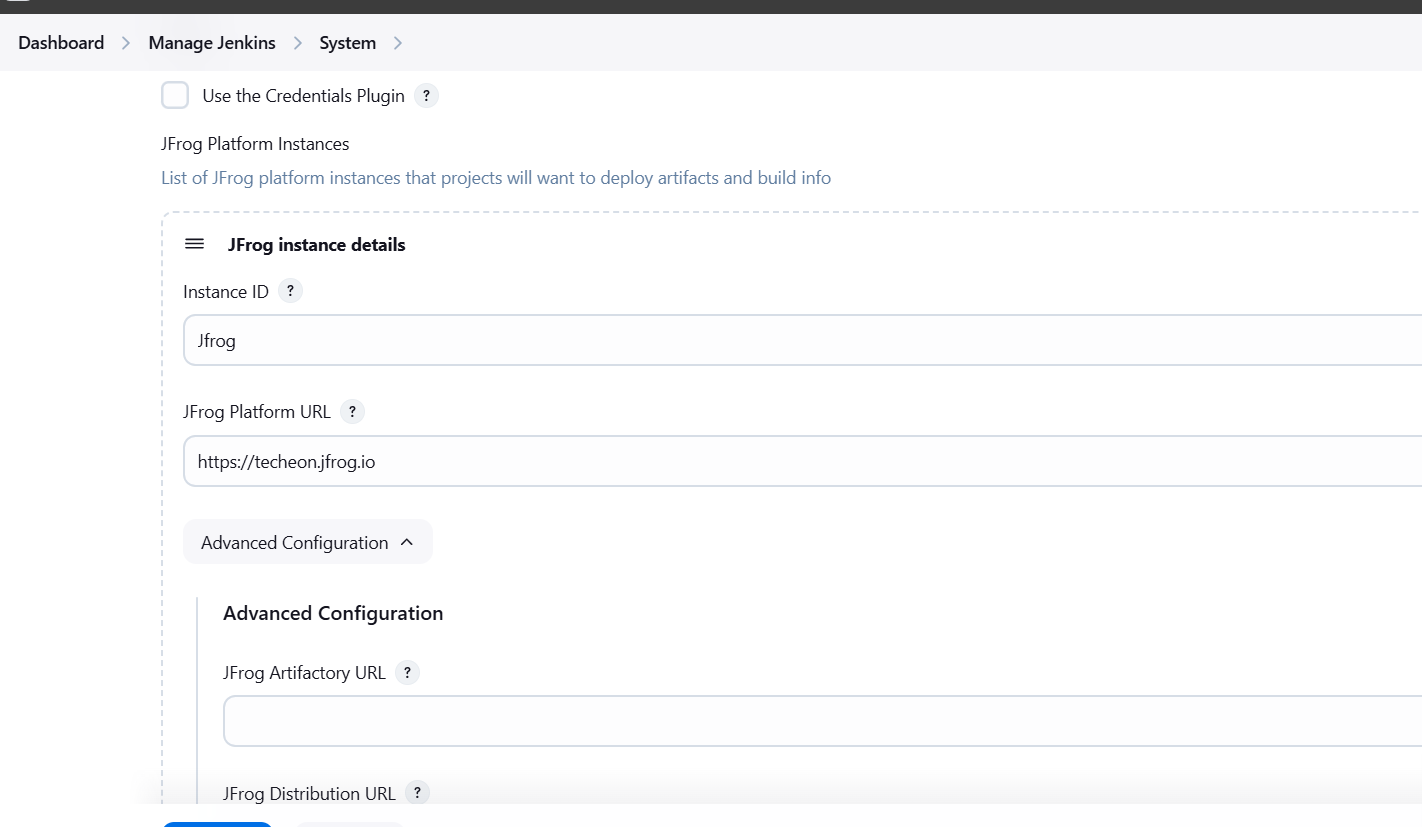 Dashboard > Manage Jenkins > System >
Use the Credentials Plugin ?
JFrog Platform Instances
List of JFrog platform instances that projects will want to deploy artifacts and build info
JFrog instance details
Instance ID ?
Jfrog
JFrog Platform URL ?
https://techeon.jfrog.io
Advanced Configuration
Advanced Configuration
JFrog Artifactory URL ?
JFrog Distribution URL ?